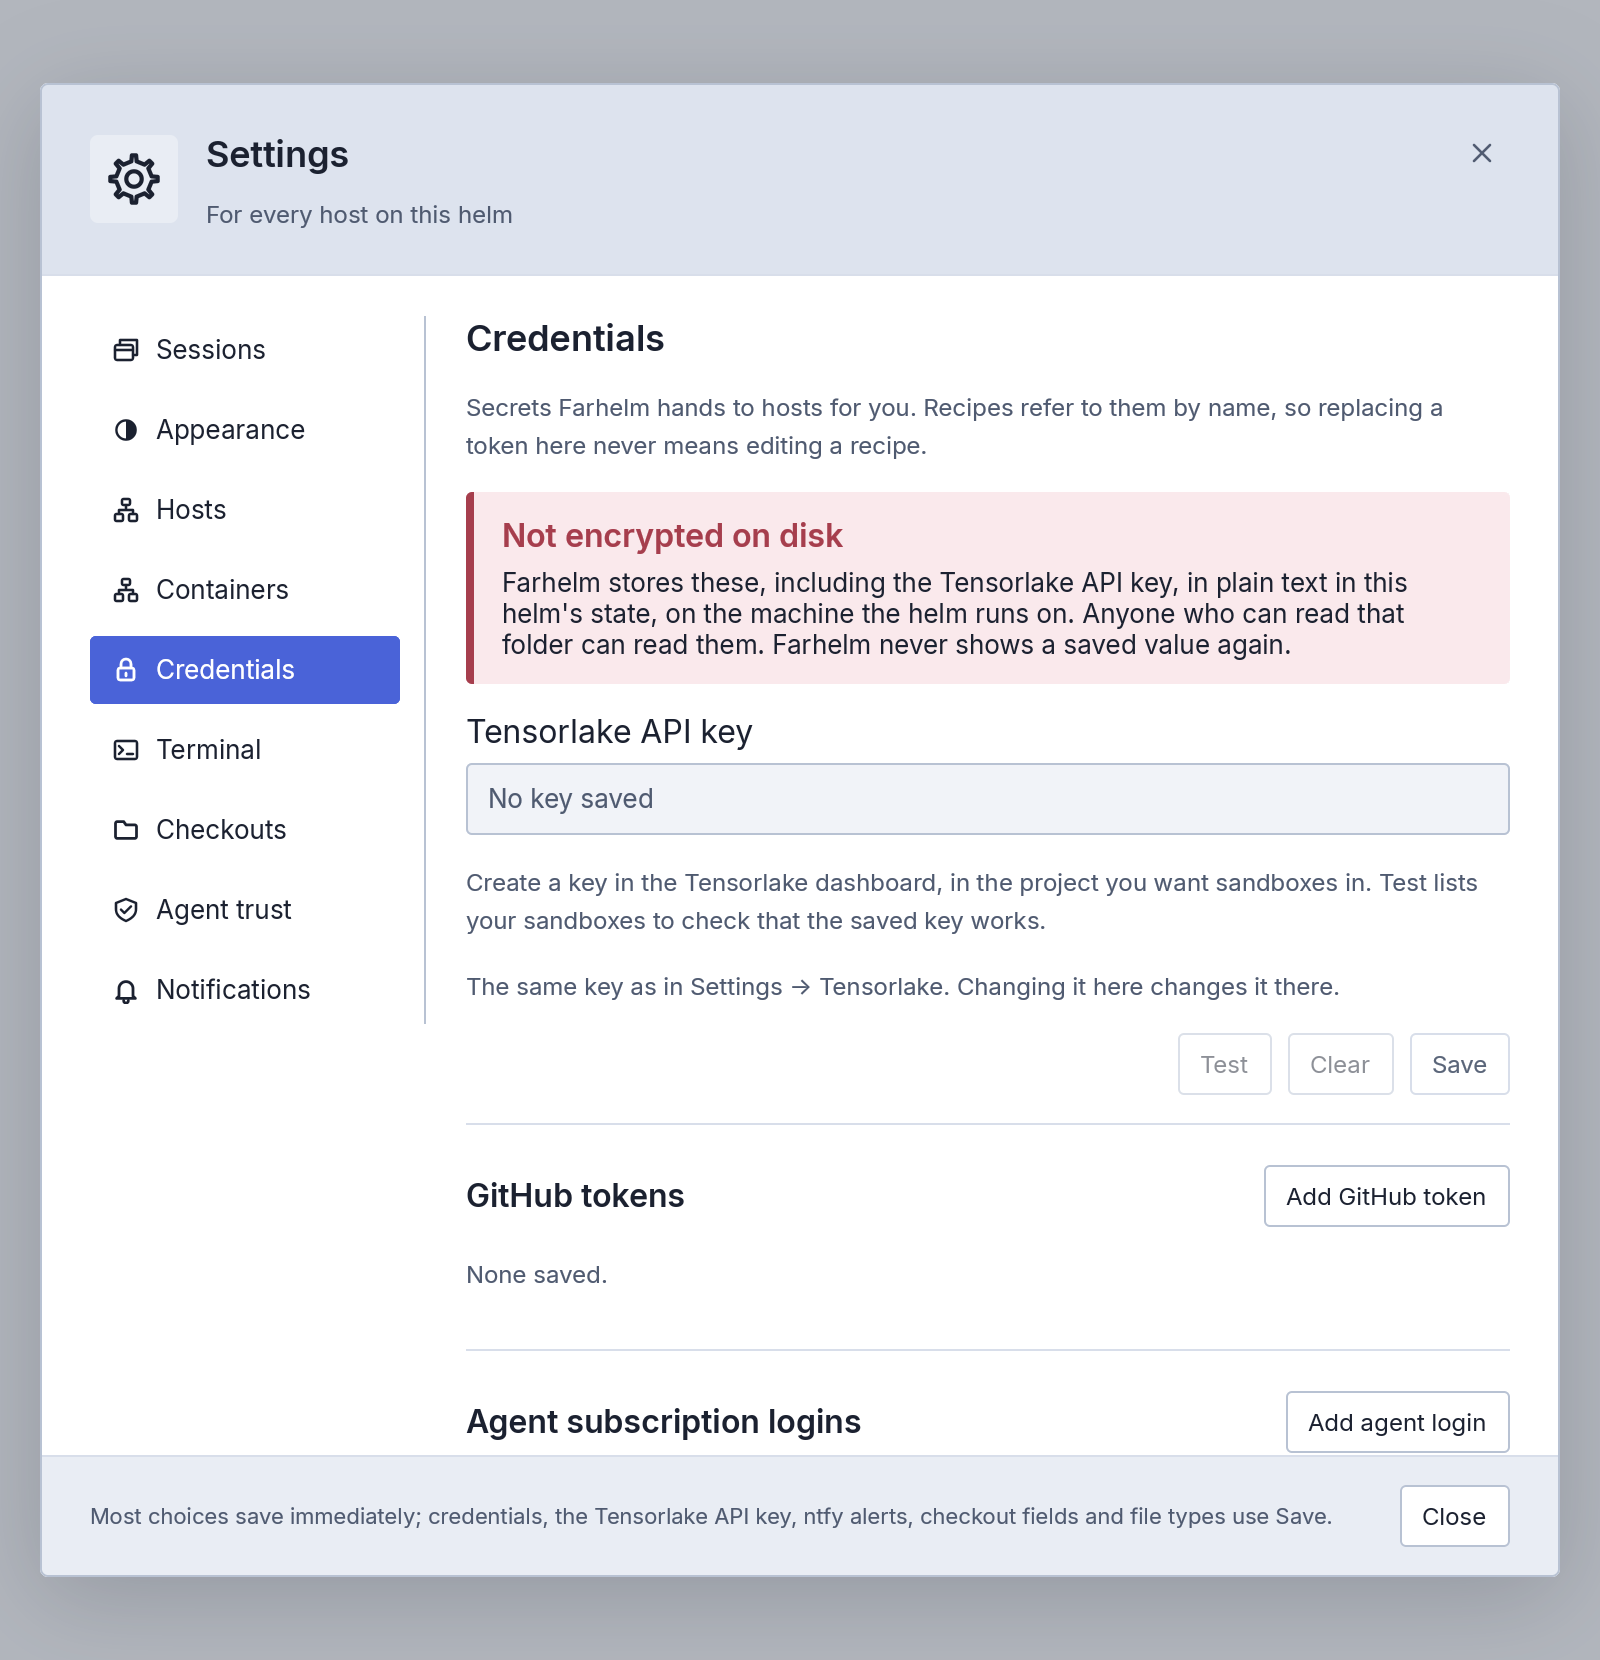 Settings
For every host on this helm
Sessions
Appearance
Hosts
Containers
Credentials
Terminal
Checkouts
Agent trust
Notifications
Credentials
Secrets Farhelm hands to hosts for you. Recipes refer to them by name, so replacing a
token here never means editing a recipe.
Not encrypted on disk
Farhelm stores these, including the Tensorlake API key, in plain text in this
helm's state, on the machine the helm runs on. Anyone who can read that
folder can read them. Farhelm never shows a saved value again.
Tensorlake API key
No key saved
Create a key in the Tensorlake dashboard, in the project you want sandboxes in. Test lists
your sandboxes to check that the saved key works.
The same key as in Settings → Tensorlake. Changing it here changes it there.
Test Clear Save
GitHub tokens Add GitHub token
None saved.
Agent subscription logins Add agent login
Most choices save immediately; credentials, the Tensorlake API key, ntfy alerts, checkout fields and file types use Save. Close